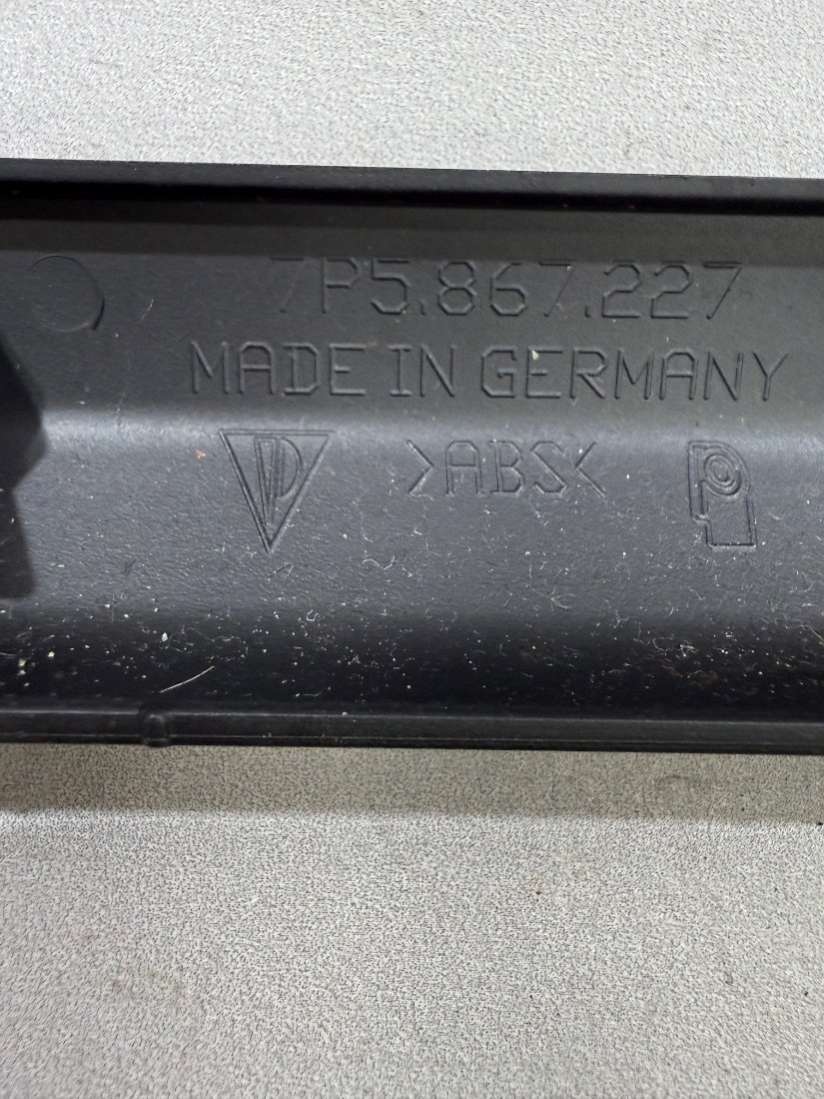 7P5.867.227
MADE IN GERMANY
>ABS<